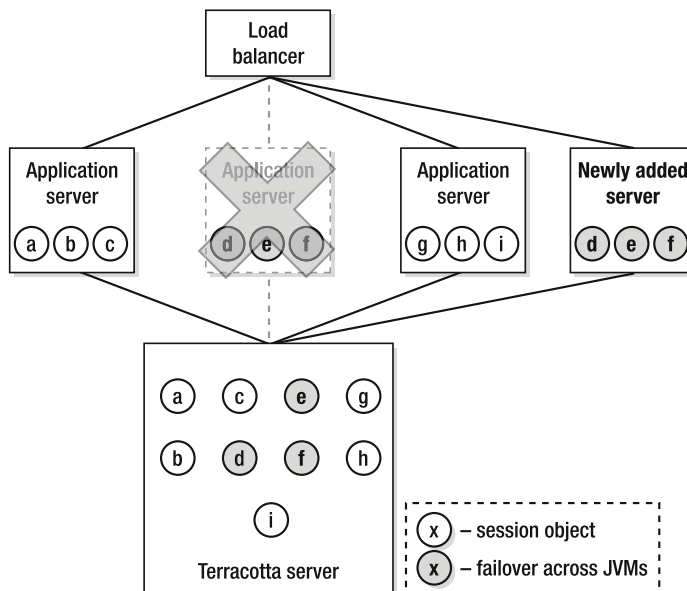 Load
balancer
Application
server
a b c
Application
server
d e f
Application
server
g h i
Newly added
server
d e f
a c e g
b d f h
i
Terracotta server
x – session object
x – failover across JVMs